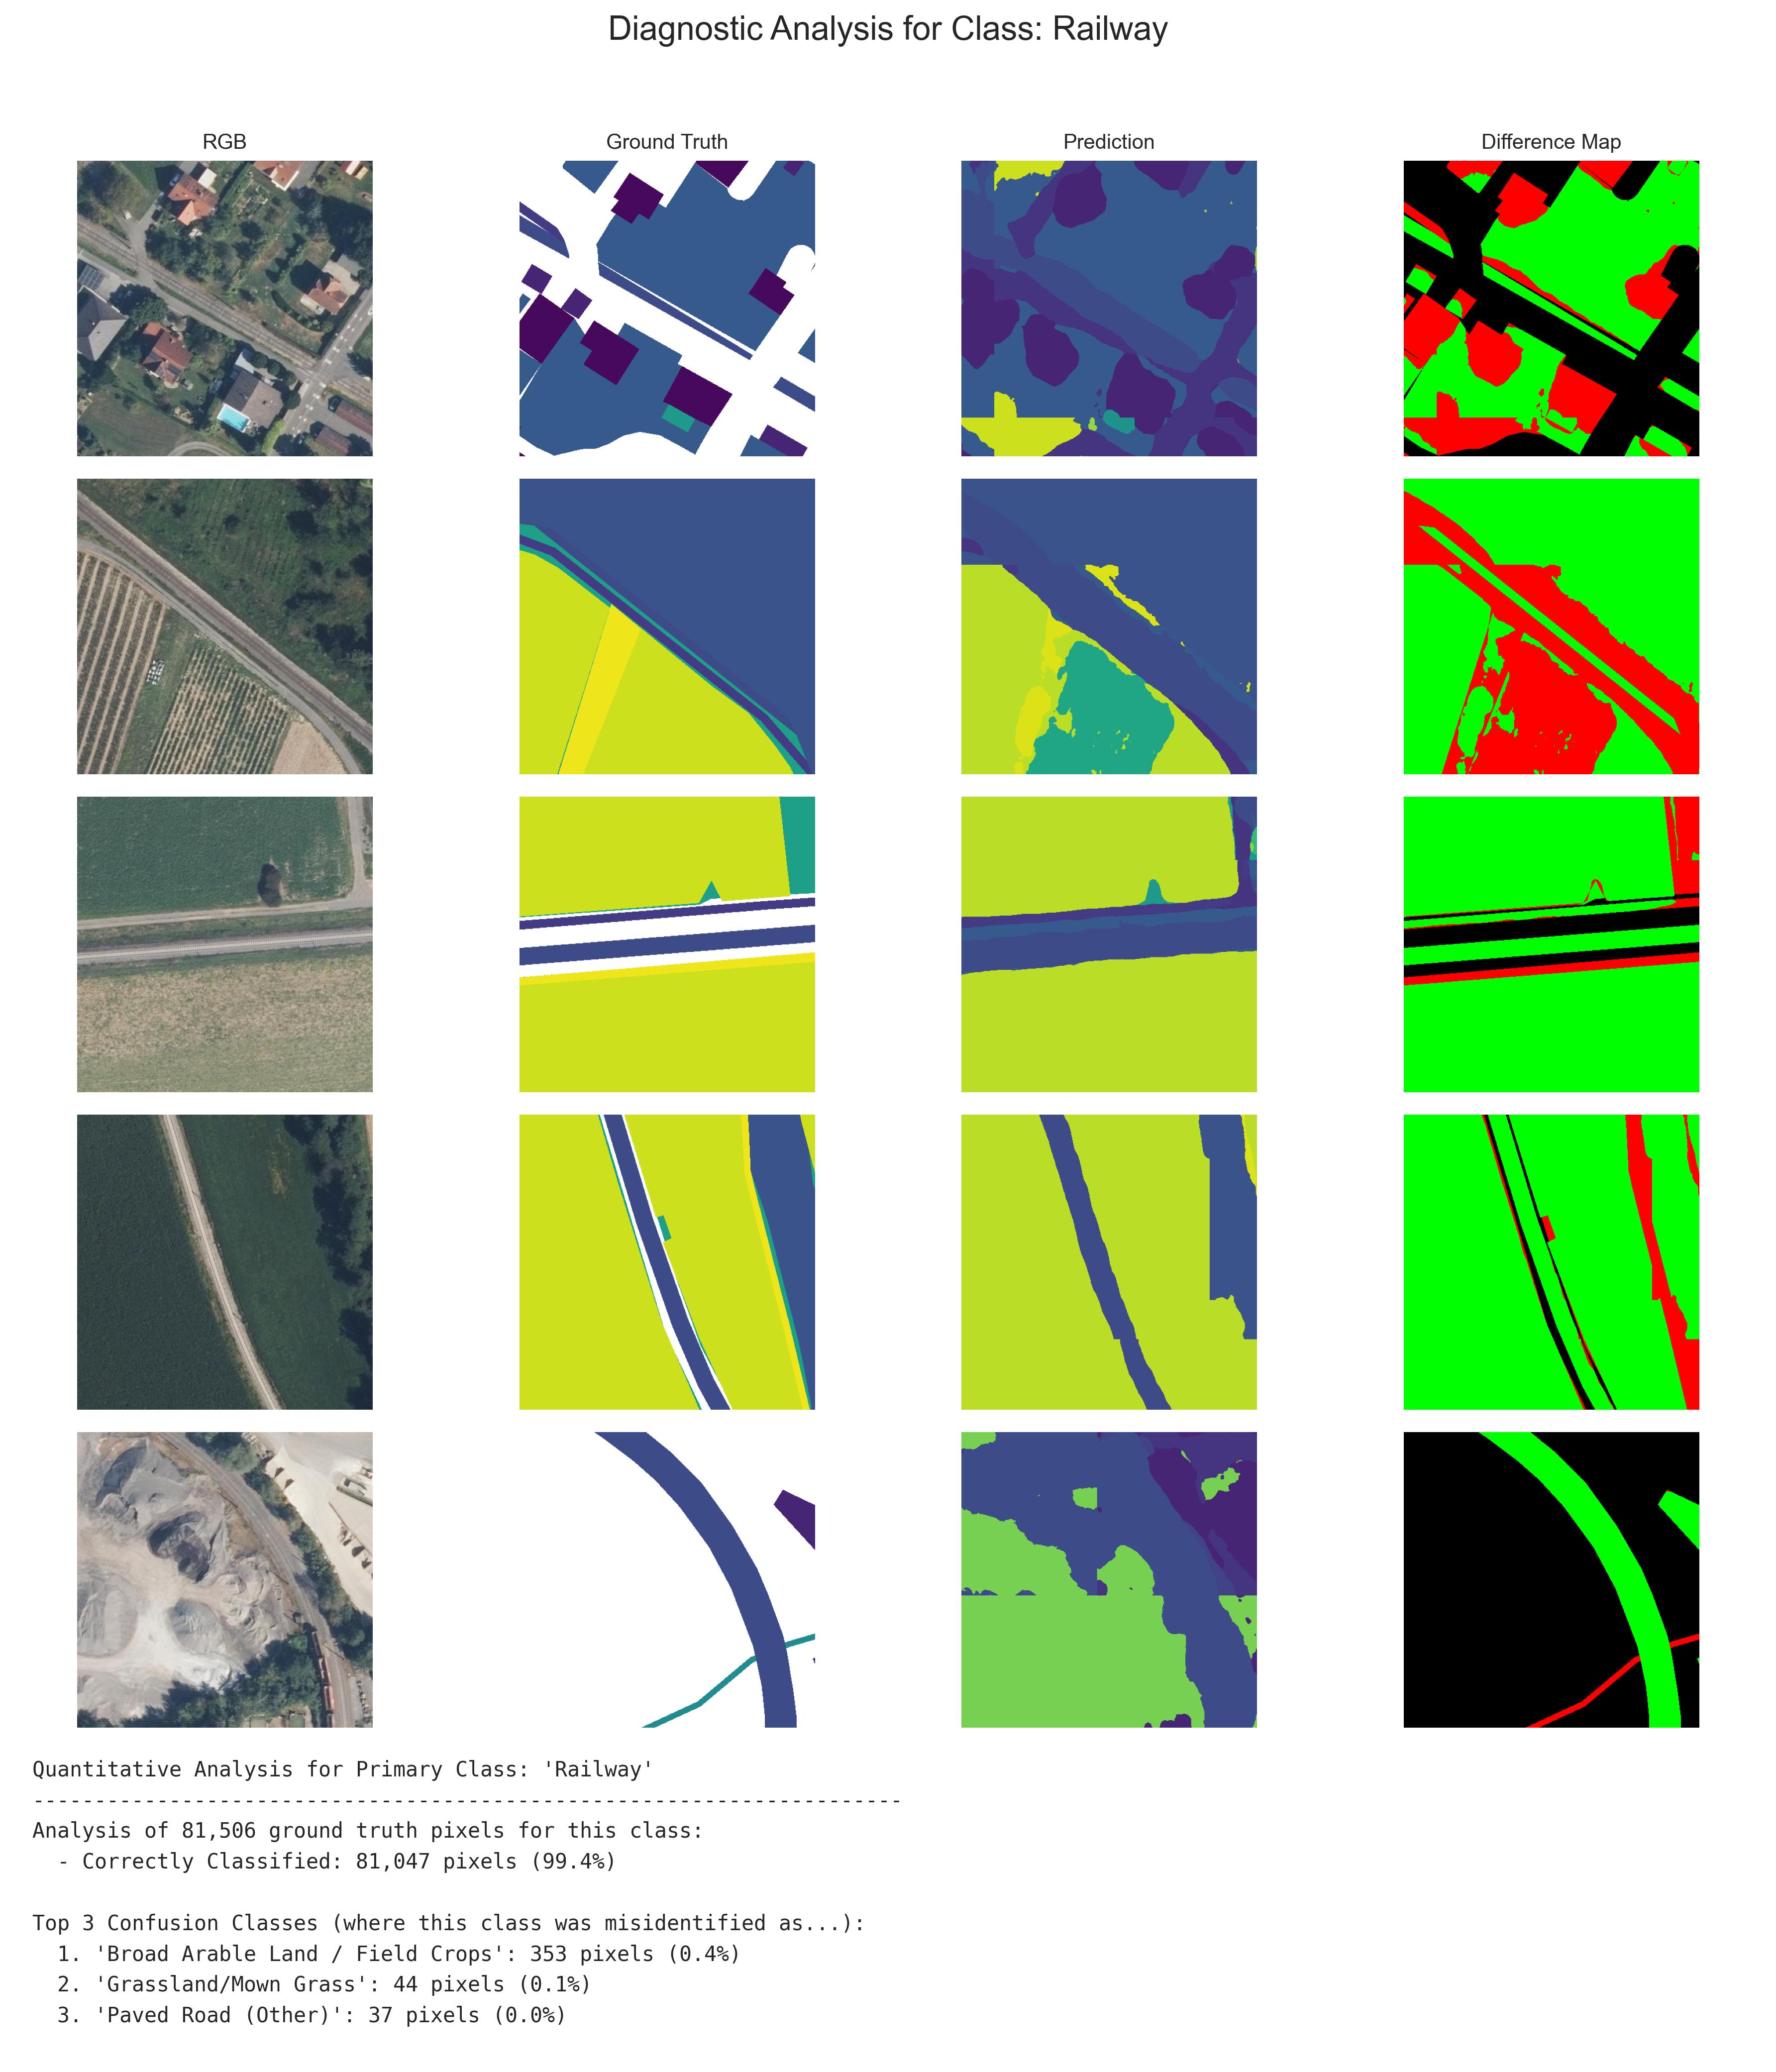 Diagnostic Analysis for Class: Railway
RGB
Ground Truth
Prediction
Difference Map
Quantitative Analysis for Primary Class: 'Railway'
----------------------------------------------------------------------
Analysis of 81,506 ground truth pixels for this class:
- Correctly Classified: 81,047 pixels (99.4%)
Top 3 Confusion Classes (where this class was misidentified as...):
1. 'Broad Arable Land / Field Crops': 353 pixels (0.4%)
2. 'Grassland/Mown Grass': 44 pixels (0.1%)
3. 'Paved Road (Other)': 37 pixels (0.0%)